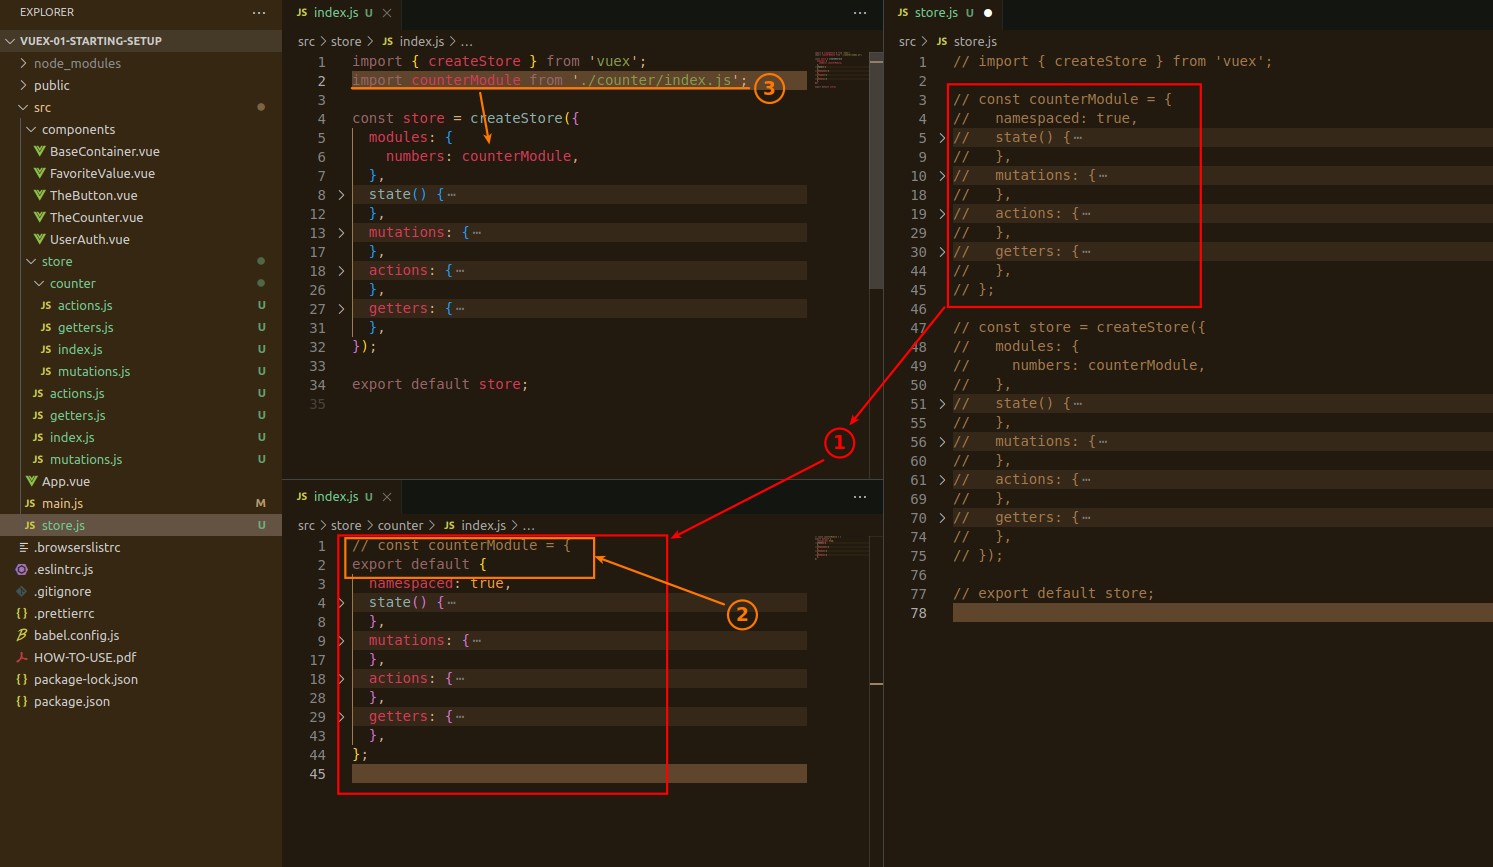 EXPLORER
VUEX-01-STARTING-SETUP
node_modules
public
src
components
BaseContainer.vue
FavoriteValue.vue
TheButton.vue
TheCounter.vue
UserAuth.vue
store
counter
JS actions.js U
JS getters.js U
JS index.js U
JS mutations.js U
JS actions.js U
JS getters.js U
JS index.js U
JS mutations.js U
App.vue
JS main.js M
JS store.js U
.browserslistrc
.eslintrc.js
.gitignore
{} .prettierrc
babel.config.js
HOW-TO-USE.pdf
{} package-lock.json
{} package.json
JS index.js U
src > store > JS index.js > ...
1 import { createStore } from 'vuex';
2 import counterModule from './counter/index.js';
3
4 const store = createStore({
5 modules: {
6 numbers: counterModule,
7 },
8 state() {⋯
12 },
13 mutations: {⋯
17 },
18 actions: {⋯
26 },
27 getters: {⋯
31 },
32 });
33
34 export default store;
35
3
JS index.js U
src > store > counter > JS index.js > ...
1 // const counterModule = {
2 export default {
3 namespaced: true,
4 state() {⋯
8 },
9 mutations: {⋯
17 },
18 actions: {⋯
28 },
29 getters: {⋯
43 },
44 };
45
1
2
JS store.js U
src > JS store.js
1 // import { createStore } from 'vuex';
2
3 // const counterModule = {
4 // namespaced: true,
5 // state() {⋯
9 // },
10 // mutations: {⋯
18 // },
19 // actions: {⋯
29 // },
30 // getters: {⋯
44 // },
45 // };
46
47 // const store = createStore({
48 // modules: {
49 // numbers: counterModule,
50 // },
51 // state() {⋯
55 // },
56 // mutations: {⋯
60 // },
61 // actions: {⋯
69 // },
70 // getters: {⋯
74 // },
75 // });
76
77 // export default store;
78